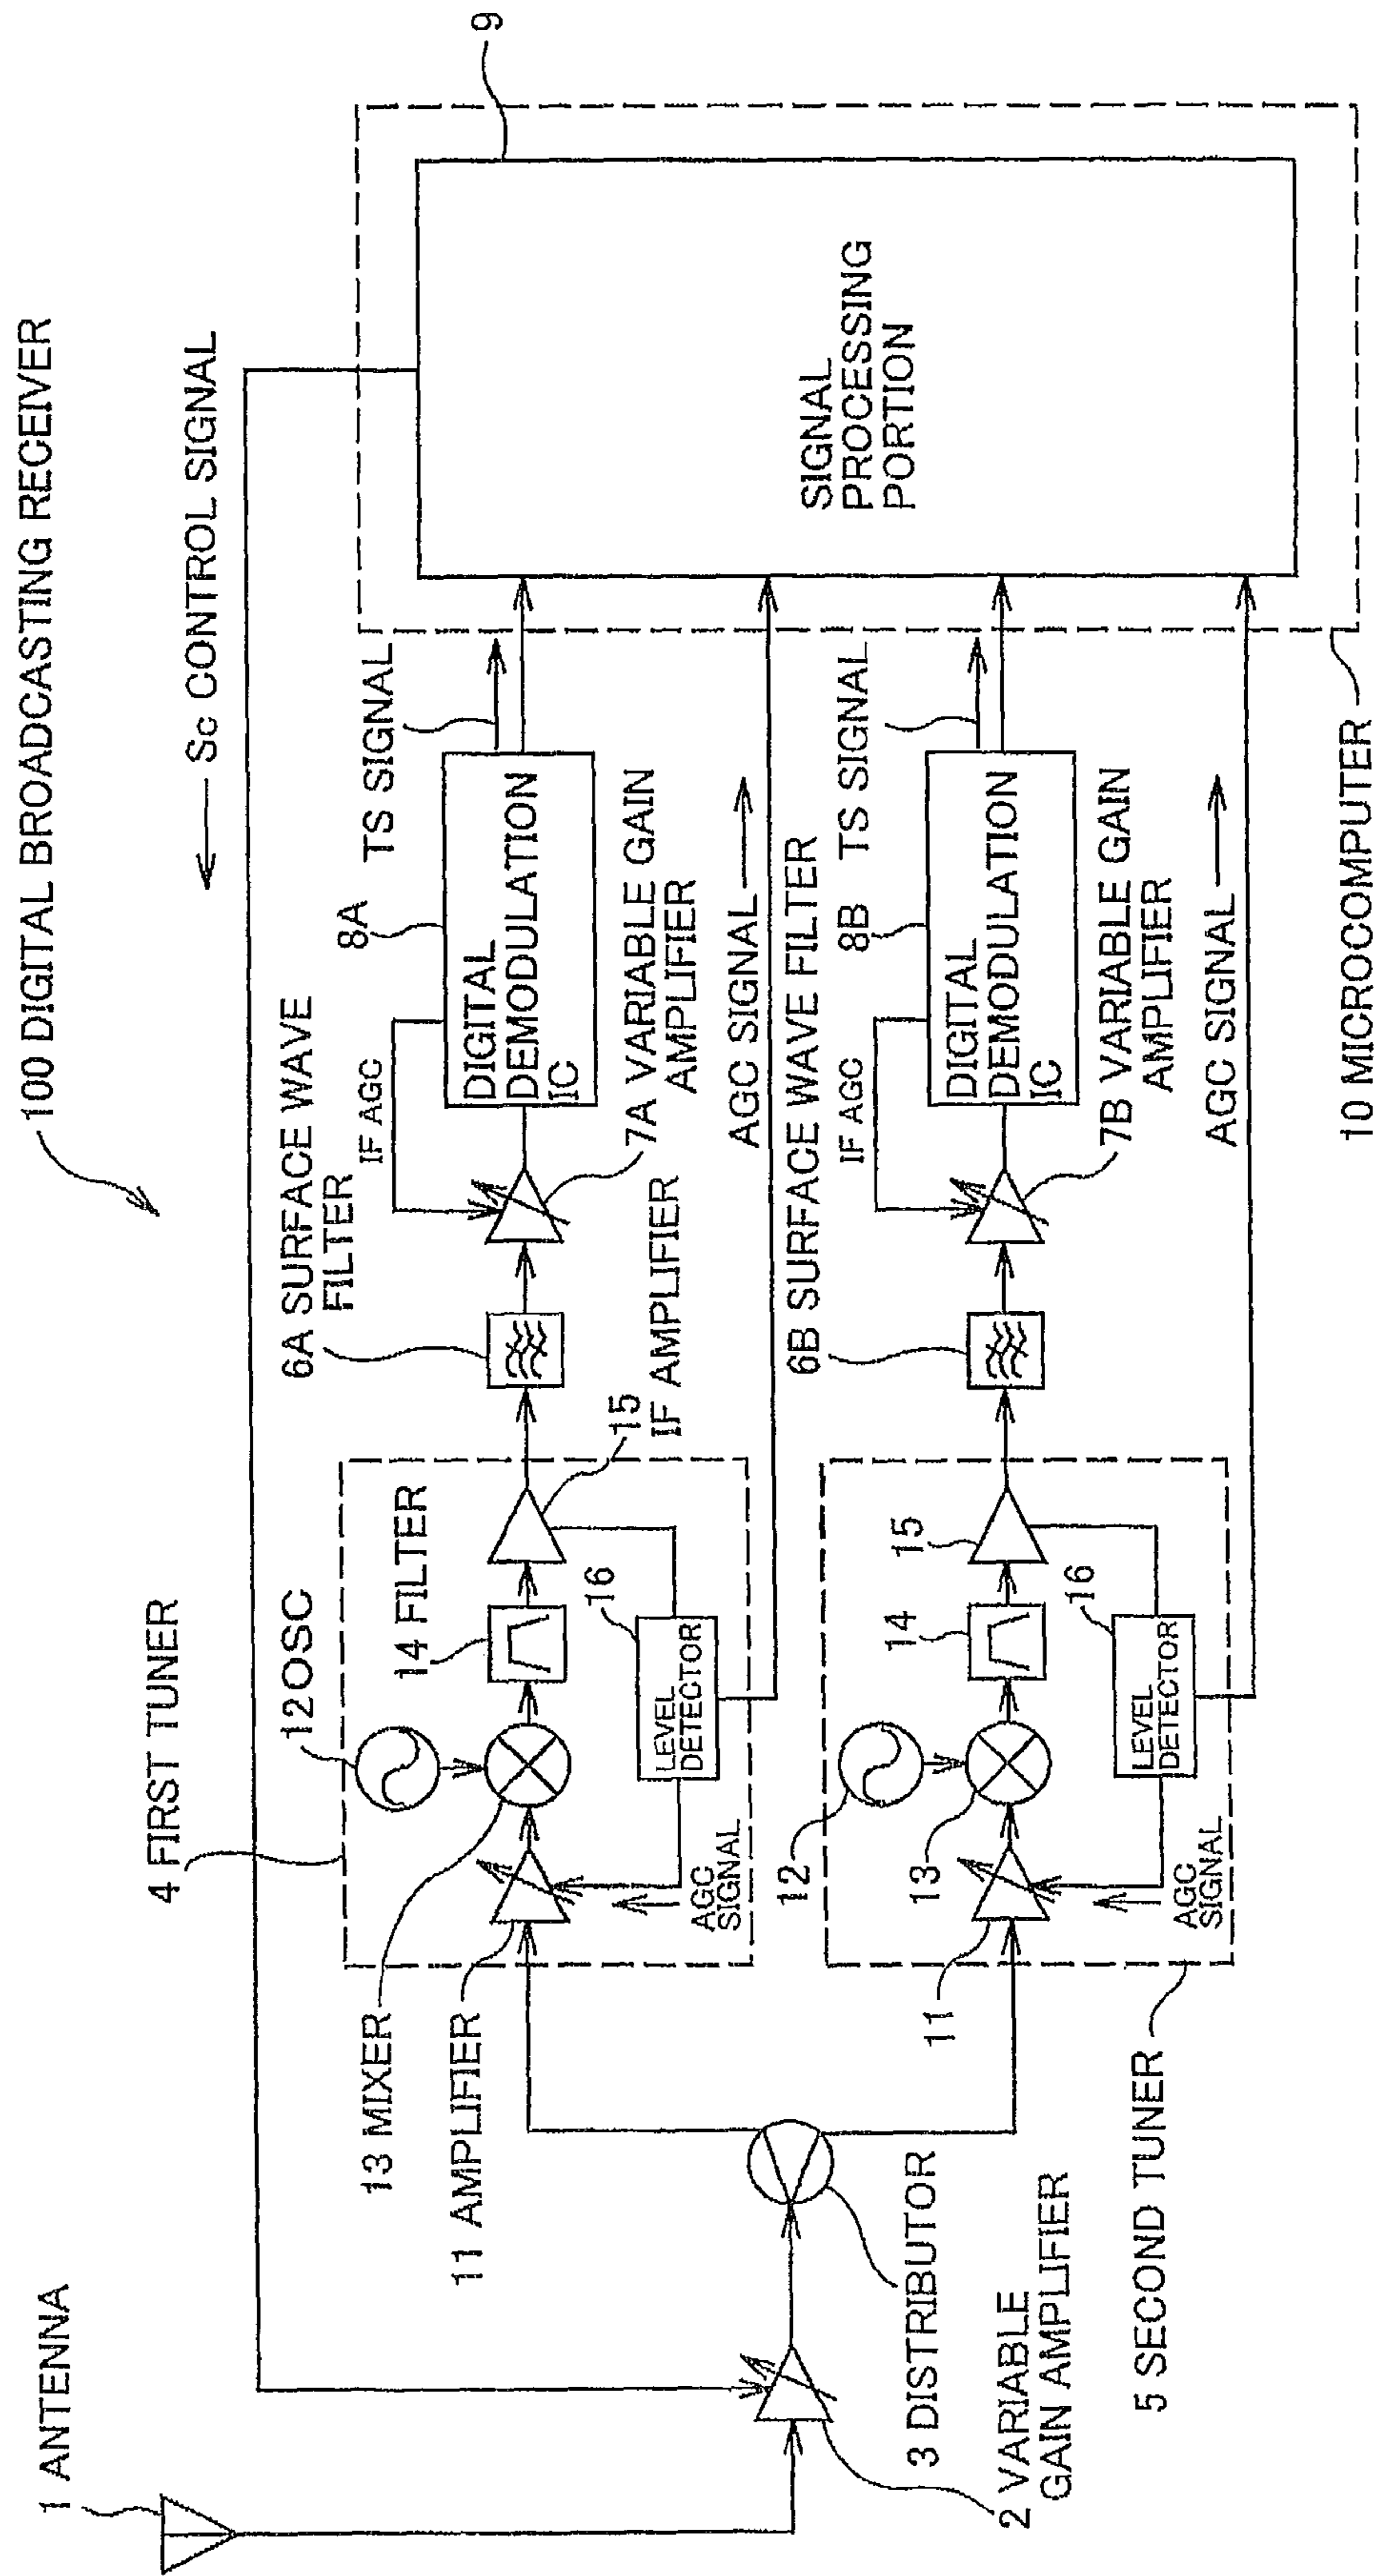 100 DIGITAL BROADCASTING RECEIVER
Sc CONTROL SIGNAL
1 ANTENNA
4 FIRST TUNER
12 OSC
14 FILTER
13 MIXER
11 AMPLIFIER
15
IF AMPLIFIER
16
LEVEL
DETECTOR
AGC
SIGNAL
6A SURFACE WAVE
FILTER
IF AGC
8A
TS SIGNAL
DIGITAL
DEMODULATION
IC
7A VARIABLE GAIN
AMPLIFIER
AGC SIGNAL
9
SIGNAL
PROCESSING
PORTION
6B SURFACE WAVE FILTER
IF AGC
8B
TS SIGNAL
DIGITAL
DEMODULATION
IC
7B VARIABLE GAIN
AMPLIFIER
AGC SIGNAL
10 MICROCOMPUTER
12
13
11
14
15
16
LEVEL
DETECTOR
AGC
SIGNAL
3 DISTRIBUTOR
2 VARIABLE
GAIN AMPLIFIER
5 SECOND TUNER